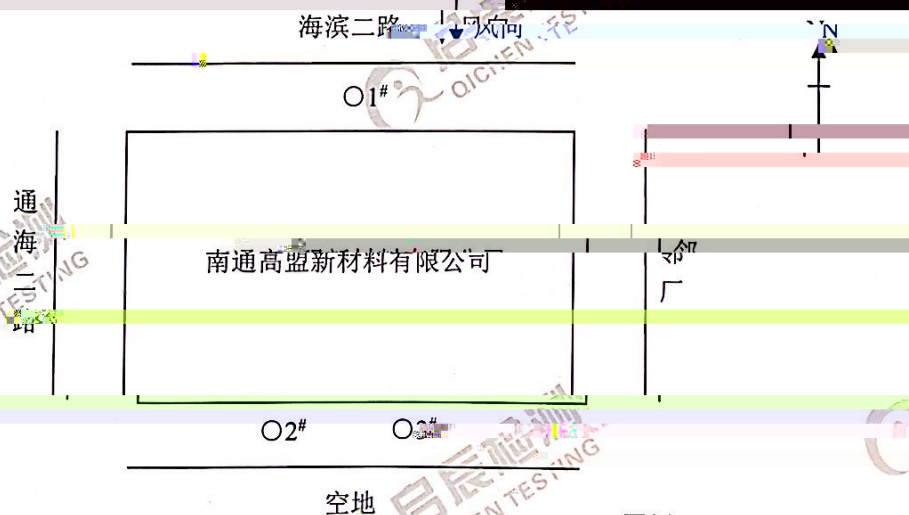 海滨二路
风向
N
○1#
通海二路
南通高盟新材料有限公司
邻厂
○2#
空地
QICHEN TESTING